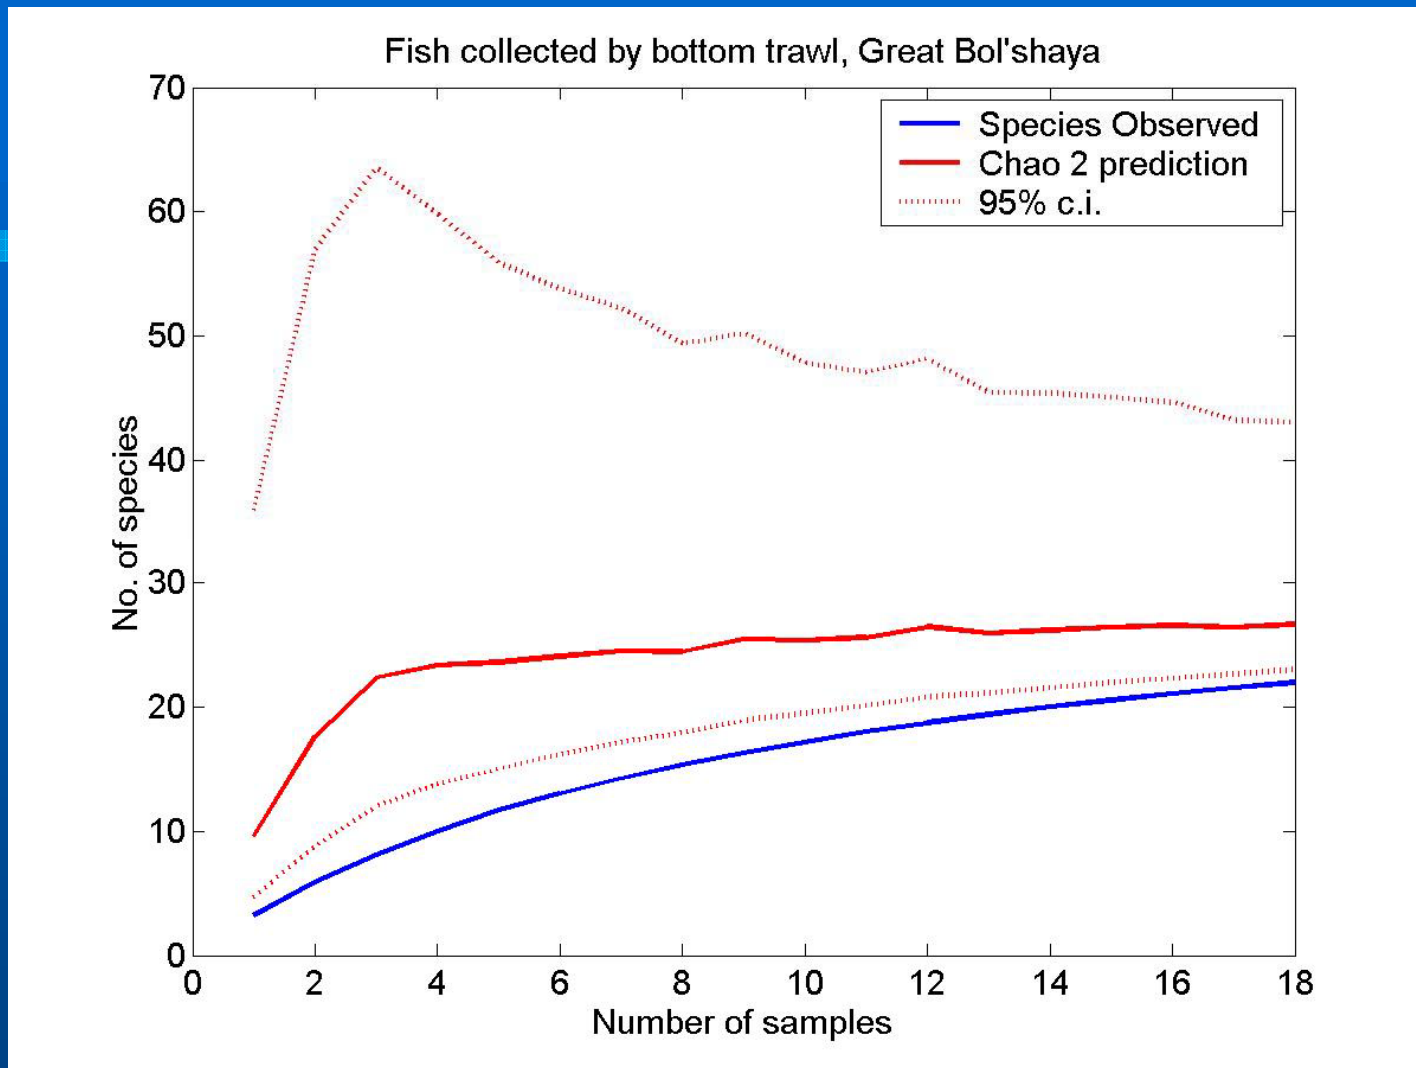 Fish collected by bottom trawl, Great Bol'shaya
70
60
50
40
30
20
10
0
No. of species
Species Observed
Chao 2 prediction
95% c.i.
0 2 4 6 8 10 12 14 16 18
Number of samples